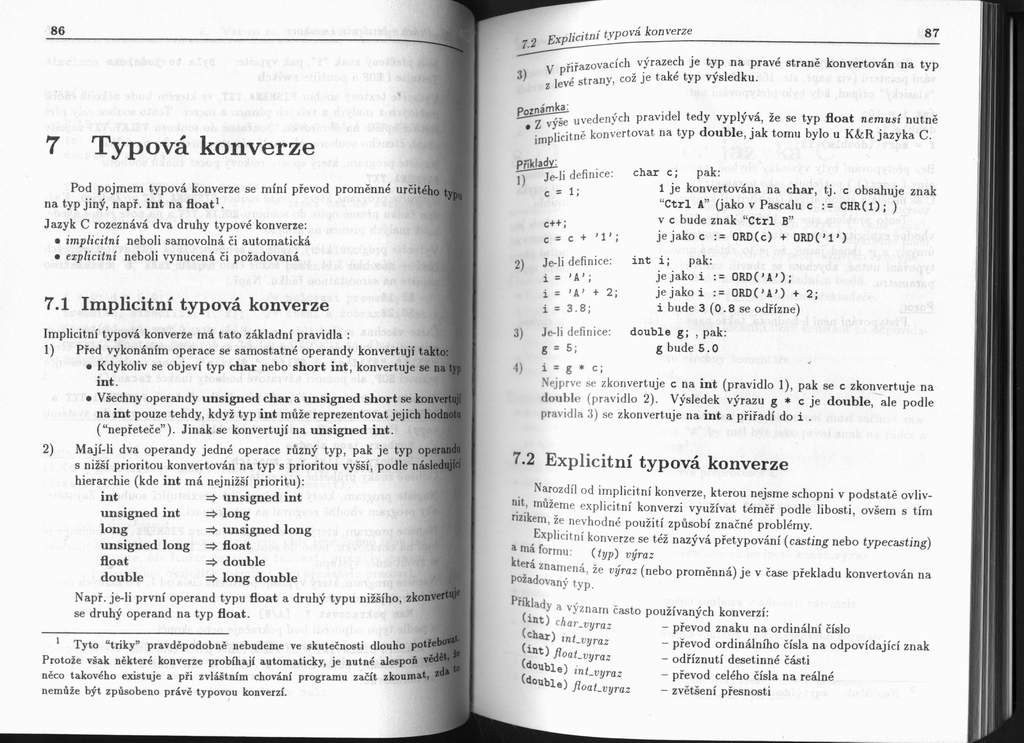 86
7 Typová konverze
Pod pojmem typová konverze se míní převod proměnné určitého typu
na typ jiný, např. int na float¹.
Jazyk C rozeznává dva druhy typové konverze:
• implicitní neboli samovolná či automatická
• explicitní neboli vynucená či požadovaná
7.1 Implicitní typová konverze
Implicitní typová konverze má tato základní pravidla :
1) Před vykonáním operace se samostatné operandy konvertují takto:
• Kdykoliv se objeví typ char nebo short int, konvertuje se na typ
int.
• Všechny operandy unsigned char a unsigned short se konvertují
na int pouze tehdy, když typ int může reprezentovat jejich hodnotu
("nepřeteče"). Jinak se konvertují na unsigned int.
2) Mají-li dva operandy jedné operace různý typ, pak je typ operandu
s nižší prioritou konvertován na typ s prioritou vyšší, podle následující
hierarchie (kde int má nejnižší prioritu):
int ⇒ unsigned int
unsigned int ⇒ long
long ⇒ unsigned long
unsigned long ⇒ float
float ⇒ double
double ⇒ long double
Např. je-li první operand typu float a druhý typu nižšího, zkonvertuje
se druhý operand na typ float.
¹ Tyto "triky" pravděpodobně nebudeme ve skutečnosti dlouho potřebovat.
Protože však některé konverze probíhají automaticky, je nutné alespoň vědět, že
něco takového existuje a při zvláštním chování programu začít zkoumat, zda to
nemůže být způsobeno právě typovou konverzí.
7.2 Explicitní typová konverze 87
3) V přiřazovacích výrazech je typ na pravé straně konvertován na typ
z levé strany, což je také typ výsledku.
Poznámka:
• Z výše uvedených pravidel tedy vyplývá, že se typ float nemusí nutně
implicitně konvertovat na typ double, jak tomu bylo u K&R jazyka C.
Příklady:
1) Je-li definice: char c; pak:
c = 1; 1 je konvertována na char, tj. c obsahuje znak
"Ctrl A" (jako v Pascalu c := CHR(1); )
c++; v c bude znak "Ctrl B"
c = c + '1'; je jako c := ORD(c) + ORD('1')
2) Je-li definice: int i; pak:
i = 'A'; je jako i := ORD('A');
i = 'A' + 2; je jako i := ORD('A') + 2;
i = 3.8; i bude 3 (0.8 se odřízne)
3) Je-li definice: double g; , pak:
g = 5; g bude 5.0
4) i = g * c;
Nejprve se zkonvertuje c na int (pravidlo 1), pak se c zkonvertuje na
double (pravidlo 2). Výsledek výrazu g * c je double, ale podle
pravidla 3) se zkonvertuje na int a přiřadí do i .
7.2 Explicitní typová konverze
Narozdíl od implicitní konverze, kterou nejsme schopni v podstatě ovliv-
nit, můžeme explicitní konverzi využívat téměř podle libosti, ovšem s tím
rizikem, že nevhodné použití způsobí značné problémy.
Explicitní konverze se též nazývá přetypování (casting nebo typecasting)
a má formu: (typ) výraz
která znamená, že výraz (nebo proměnná) je v čase překladu konvertován na
požadovaný typ.
Příklady a význam často používaných konverzí:
(int) char_vyraz – převod znaku na ordinální číslo
(char) int_vyraz – převod ordinálního čísla na odpovídající znak
(int) float_vyraz – odříznutí desetinné části
(double) int_vyraz – převod celého čísla na reálné
(double) float_vyraz – zvětšení přesnosti